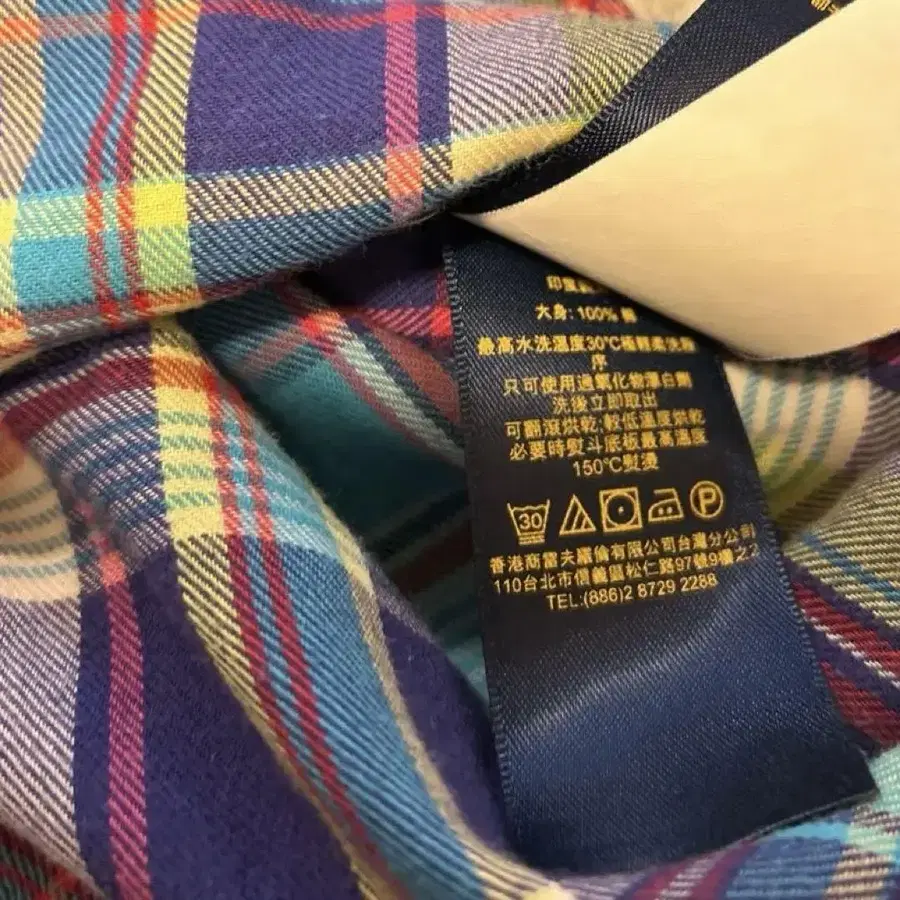 大身: 100% 棉
最高水洗溫度30℃極輕柔洗程
序
只可使用過氧化物漂白劑
洗後立即取出
可翻滾烘乾;較低溫度烘乾
必要時熨斗底板最高溫度
150℃熨燙
30 P
香港商雷夫羅倫有限公司台灣分公司
110台北市信義區松仁路97號9樓之2
TEL:(886)2 8729 2288